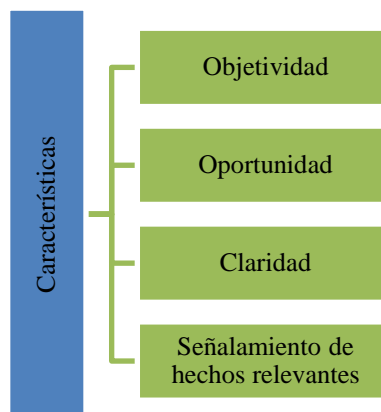 Características
Objetividad
Oportunidad
Claridad
Señalamiento de
hechos relevantes